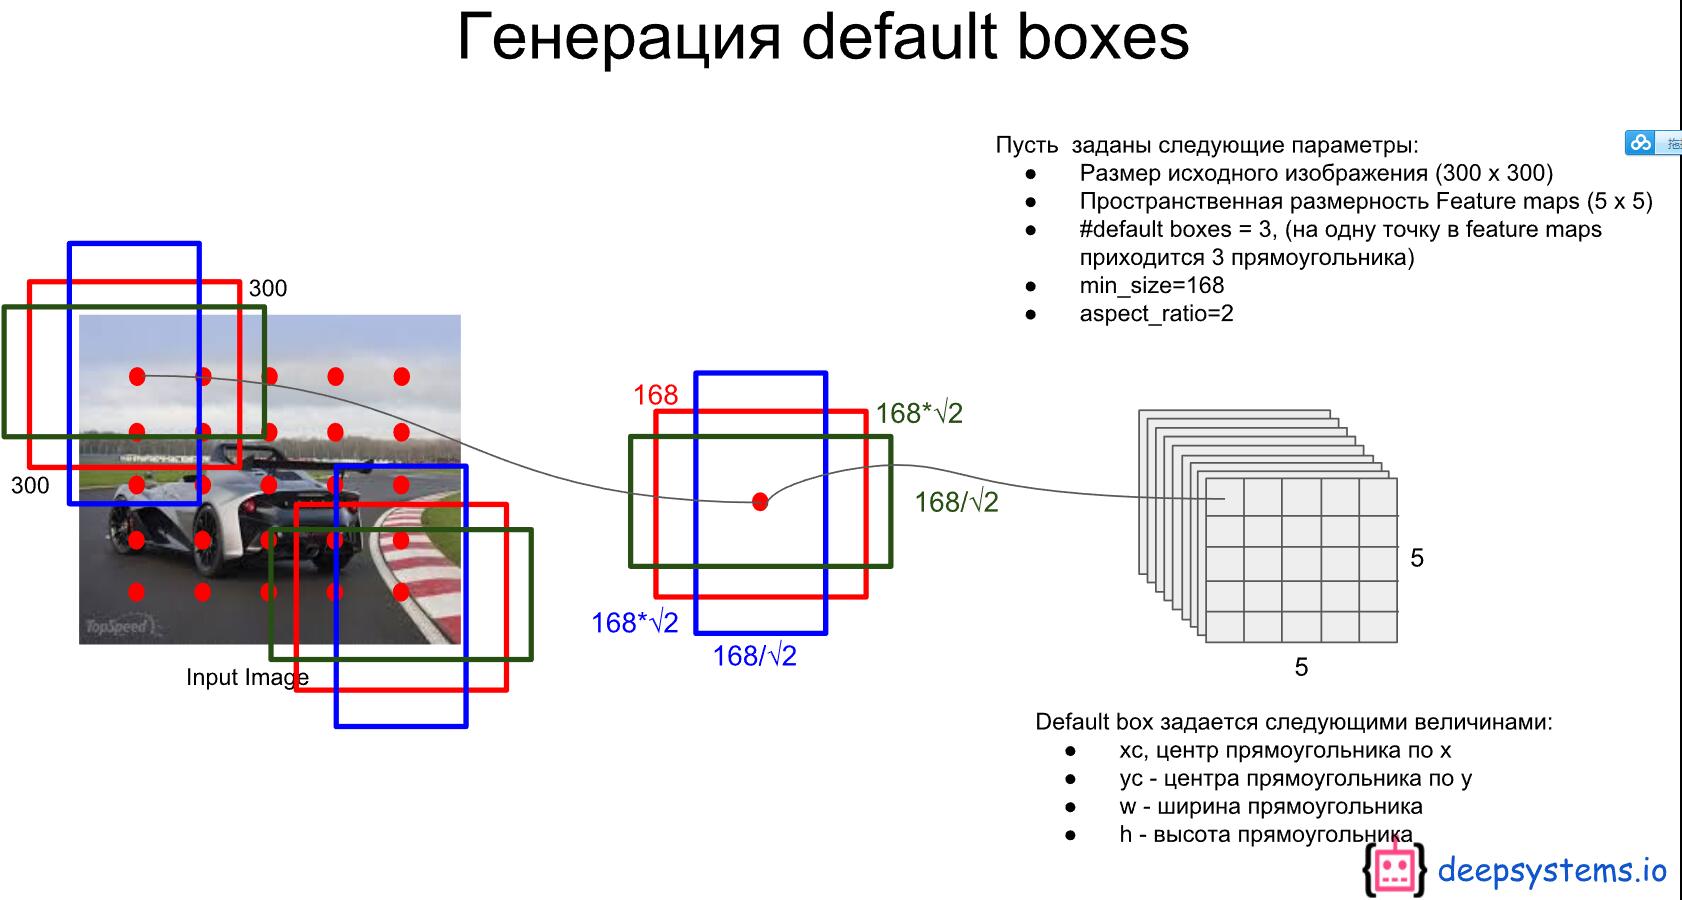 Генерация default boxes
Пусть заданы следующие параметры:
● Размер исходного изображения (300 x 300)
● Пространственная размерность Feature maps (5 x 5)
● #default boxes = 3, (на одну точку в feature maps
приходится 3 прямоугольника)
● min_size=168
● aspect_ratio=2
300
300
TopSpeed
Input Image
168
168*√2
168/√2
168*√2
168/√2
5
5
Default box задается следующими величинами:
● xc, центр прямоугольника по x
● yc - центра прямоугольника по y
● w - ширина прямоугольника
● h - высота прямоугольника
deepsystems.io